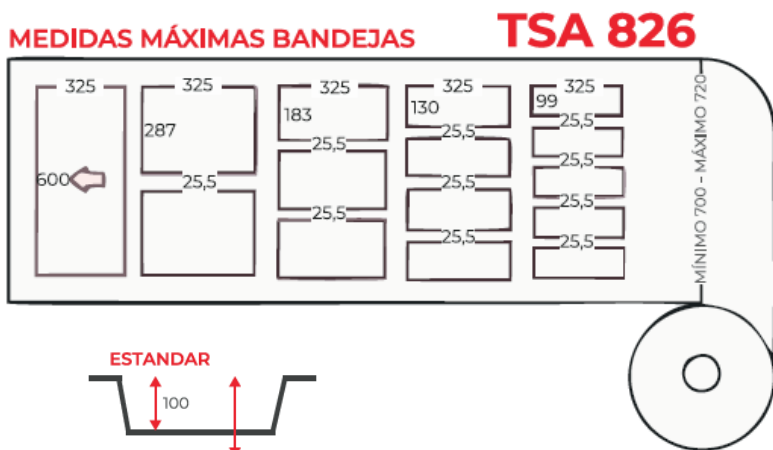 MEDIDAS MÁXIMAS BANDEJAS
TSA 826
325 325 325 325 325
287 183 130 99
25,5 25,5 25,5
600 25,5 25,5
25,5 25,5
25,5 25,5
MÍNIMO 700 - MÁXIMO 720
ESTANDAR
100